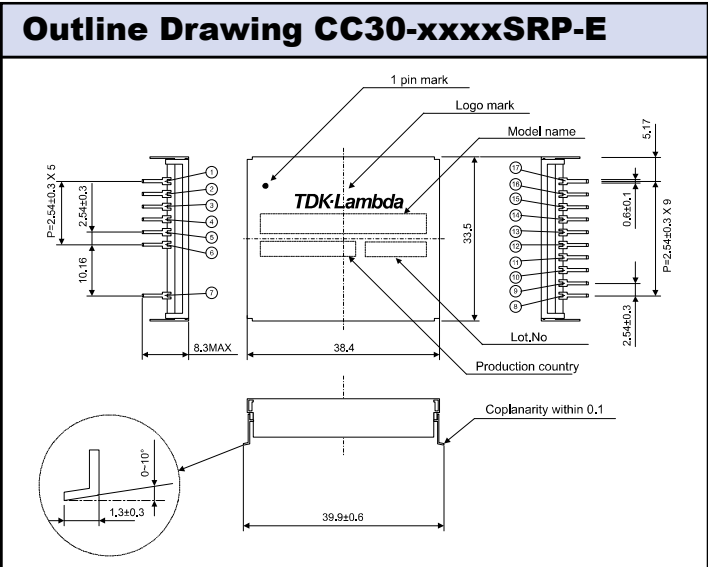 Outline Drawing CC30-xxxxSRP-E
1 pin mark
Logo mark
Model name
5.17
P=2.54±0.3 X 5
2.54±0.3
10.16
1
2
3
4
5
6
7
8.3MAX
TDK·Lambda
33.5
38.4
Lot.No
Production country
17
16
15
14
13
12
11
10
9
8
0.6±0.1
P=2.54±0.3 X 9
2.54±0.3
Coplanarity within 0.1
0~10°
1.3±0.3
39.9±0.6